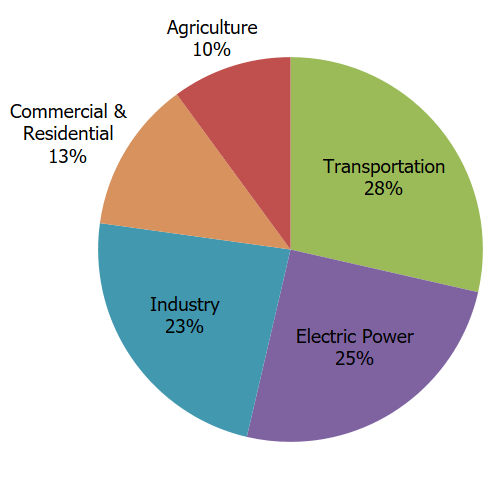 Agriculture
10%
Commercial &
Residential
13%
Transportation
28%
Industry
23%
Electric Power
25%